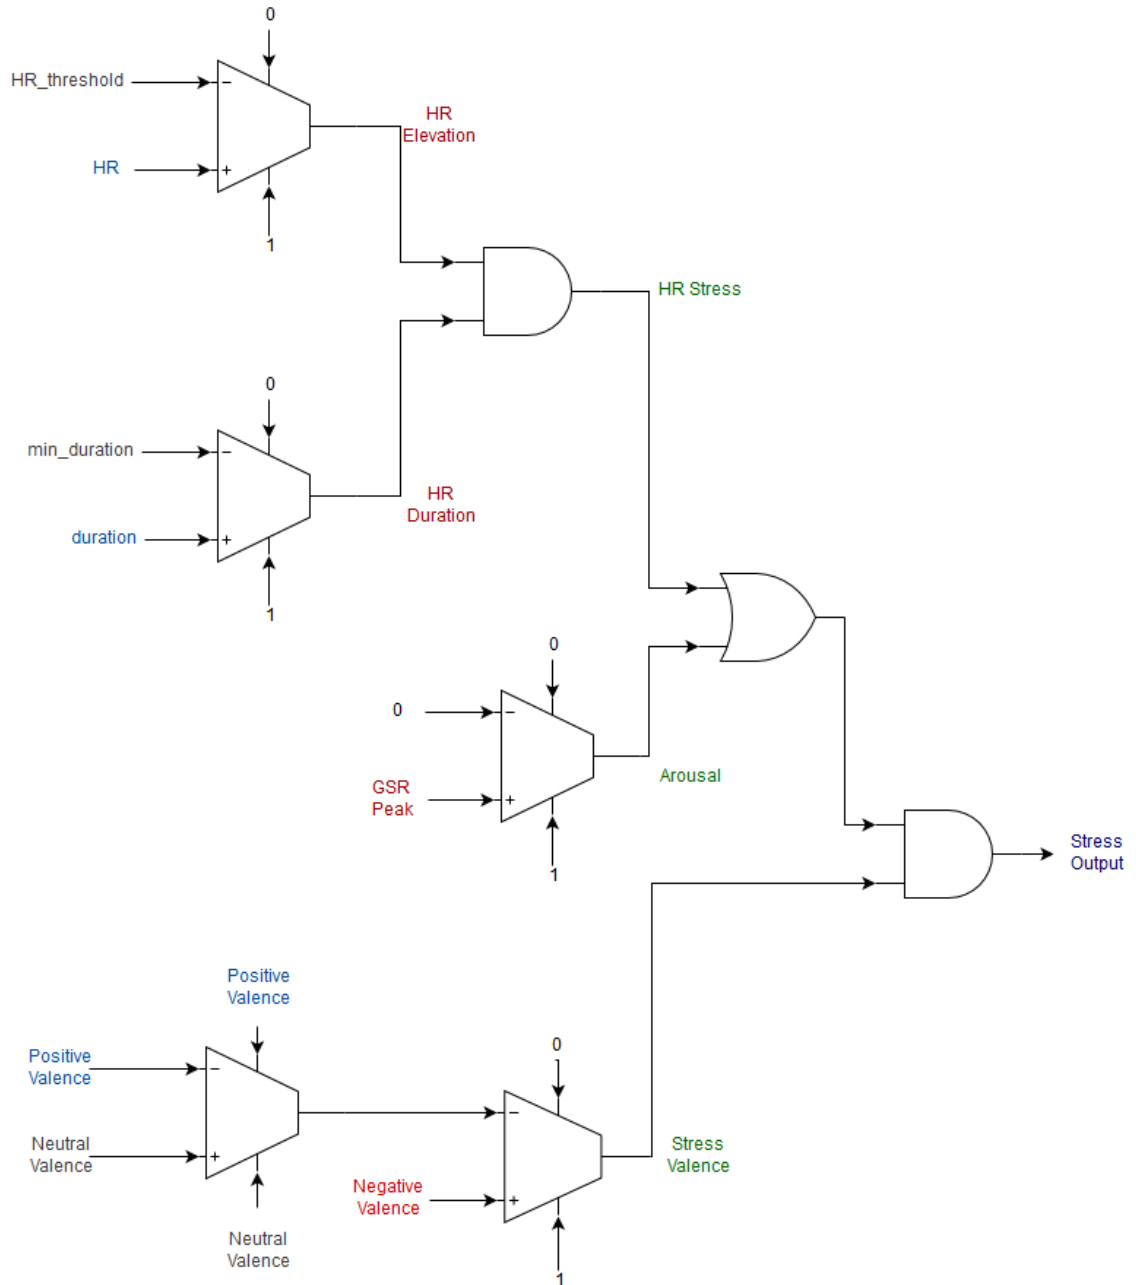 0
HR_threshold
−
HR
Elevation
HR
+
1
HR Stress
0
min_duration
−
HR
Duration
duration
+
1
0
0
−
Arousal
GSR
Peak
+
1
Stress
Output
Positive
Valence
0
Positive
Valence
−
−
Neutral
Valence
+
Stress
Valence
Negative
Valence
+
Neutral
Valence
1